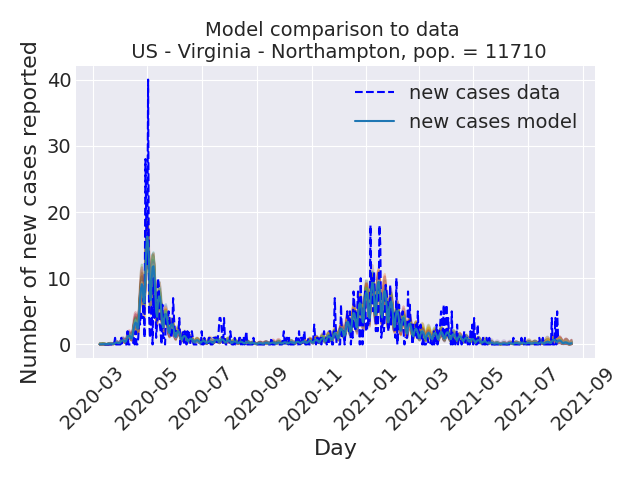 Model comparison to data
US - Virginia - Northampton, pop. = 11710
Number of new cases reported
40
30
20
10
0
new cases data
new cases model
2020-03
2020-05
2020-07
2020-09
2020-11
2021-01
2021-03
2021-05
2021-07
2021-09
Day